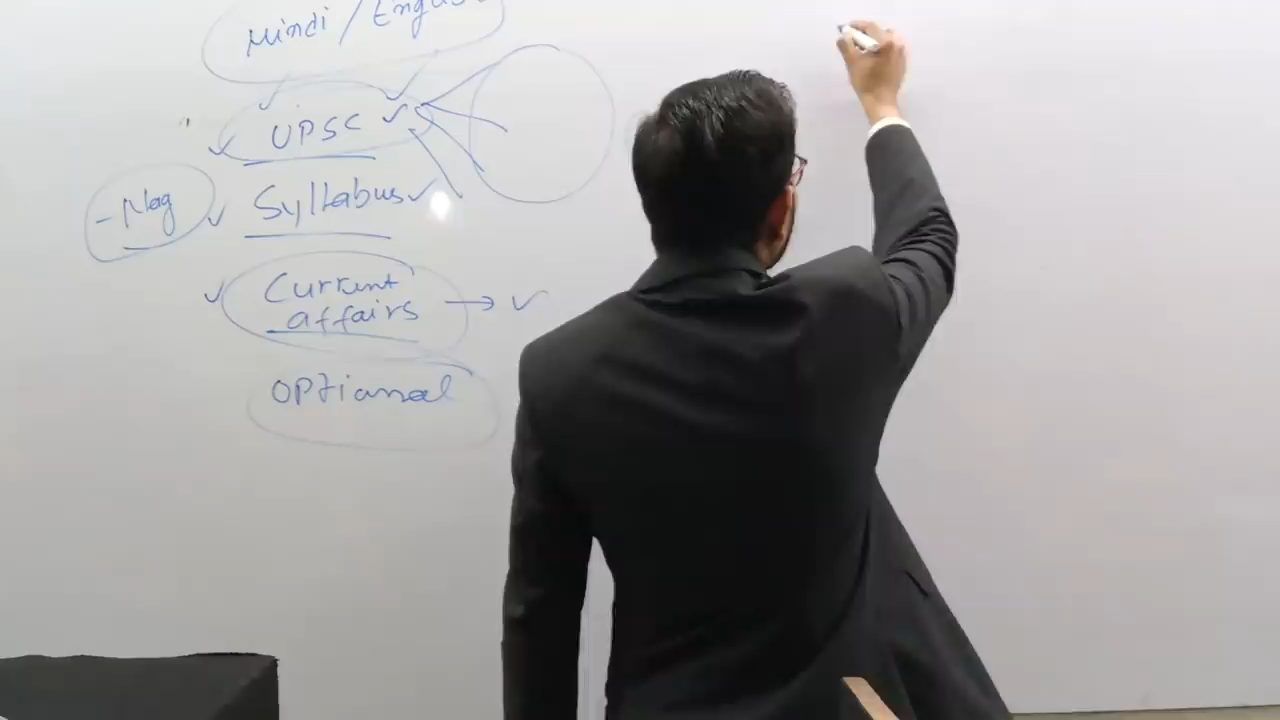 Hindi / English
UPSC
Syllabus
- Mag
Current
affairs
optional